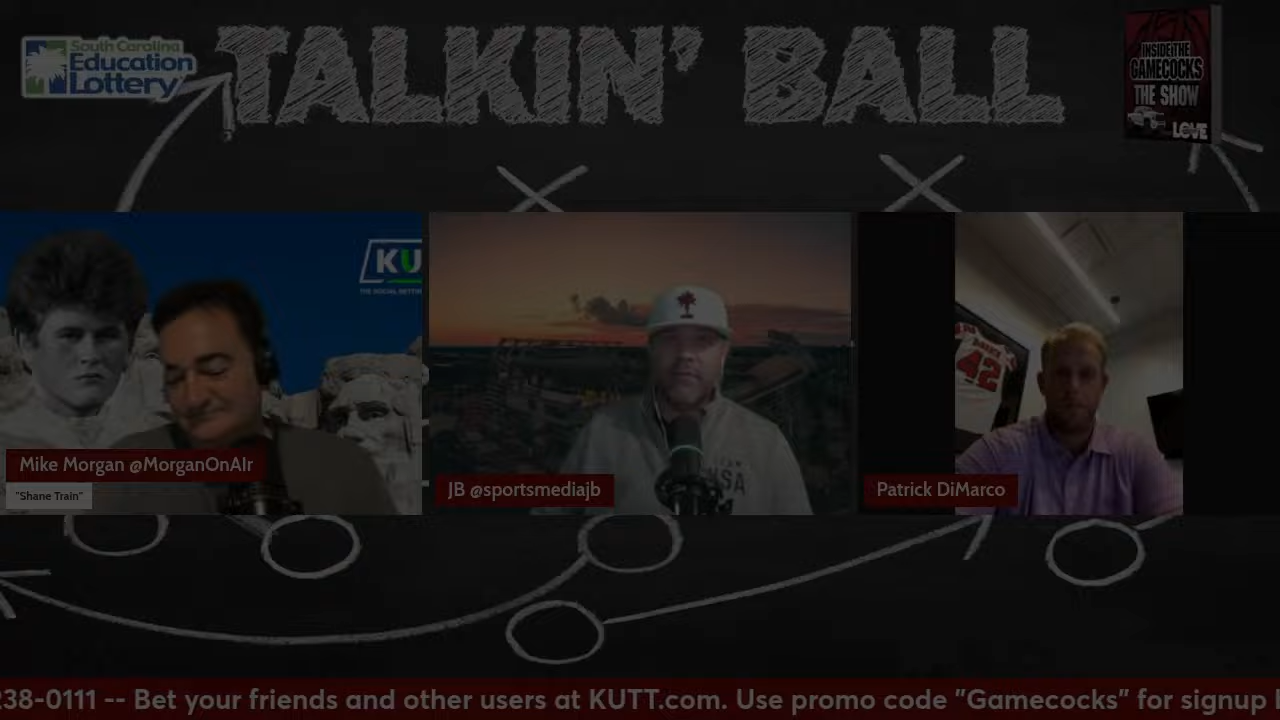 TALKIN' BALL
South Carolina
Education
Lottery
INSIDE THE
GAMECOCKS
THE SHOW
LOVE
KU
42
Mike Morgan @MorganOnAIr
"Shane Train"
JB @sportsmediajb
Patrick DiMarco
238-0111 -- Bet your friends and other users at KUTT.com. Use promo code "Gamecocks" for signup